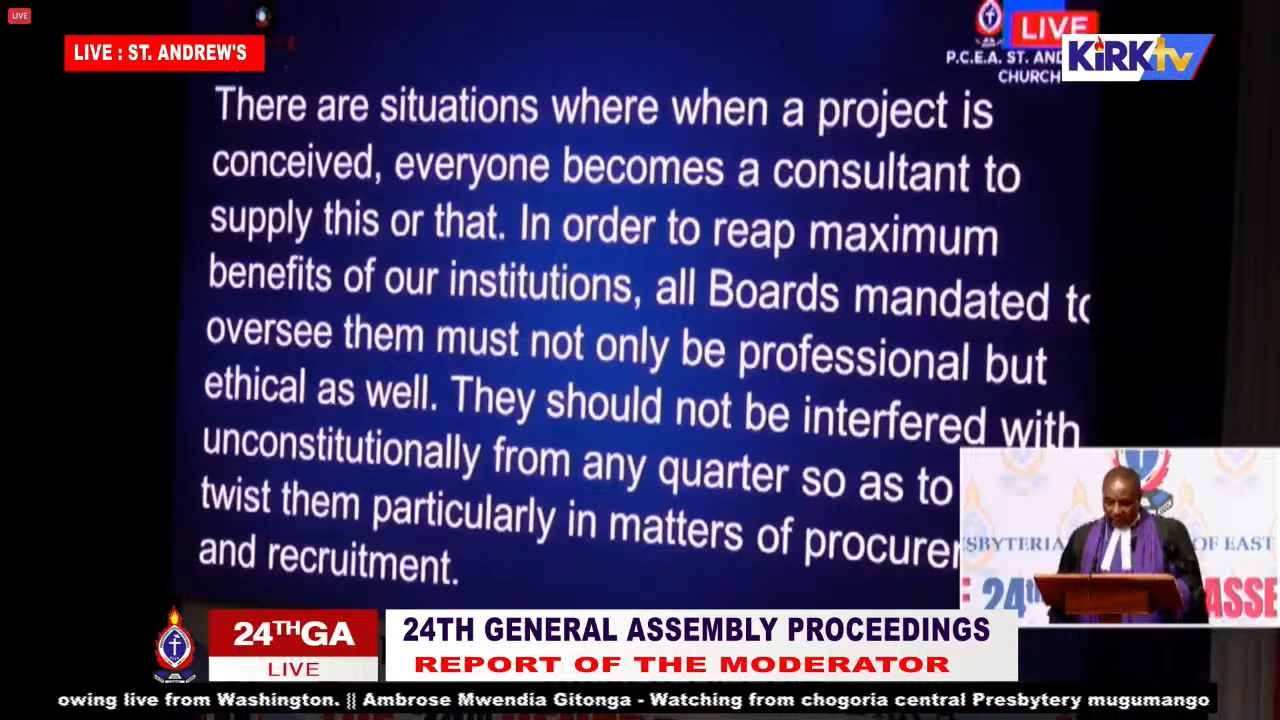 LIVE
LIVE : ST. ANDREW'S
LIVE
P.C.E.A. ST. AND
CHURCH
KiRKtv
There are situations where when a project is
conceived, everyone becomes a consultant to
supply this or that. In order to reap maximum
benefits of our institutions, all Boards mandated to
oversee them must not only be professional but
ethical as well. They should not be interfered with
unconstitutionally from any quarter so as to
twist them particularly in matters of procurem
and recruitment.
SBYTERIA OF EAST
24th ASSE
24TH GA
LIVE
24TH GENERAL ASSEMBLY PROCEEDINGS
REPORT OF THE MODERATOR
owing live from Washington. || Ambrose Mwendia Gitonga - Watching from chogoria central Presbytery mugumango